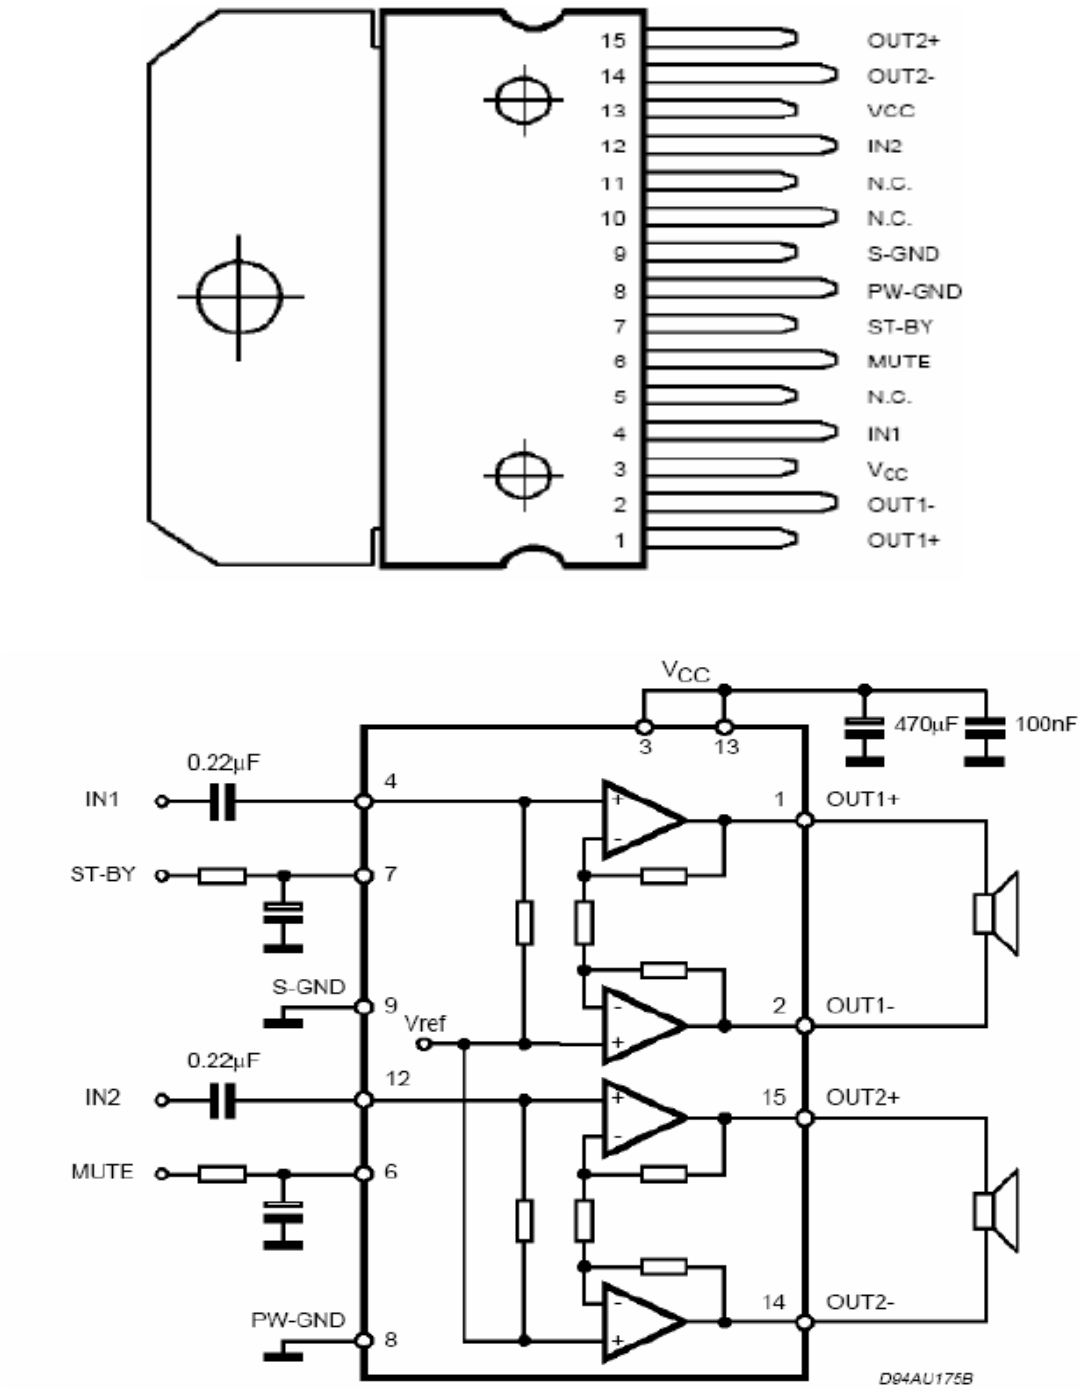 15 OUT2+
14 OUT2-
13 VCC
12 IN2
11 N.C.
10 N.C.
9 S-GND
8 PW-GND
7 ST-BY
6 MUTE
5 N.C.
4 IN1
3 VCC
2 OUT1-
1 OUT1+
VCC
470µF 100nF
3 13
0.22µF
IN1 4 + 1 OUT1+
-
ST-BY 7
S-GND 9
- 2 OUT1-
Vref +
0.22µF
IN2 12 + 15 OUT2+
-
MUTE 6
- 14 OUT2-
PW-GND 8 +
D94AU175B